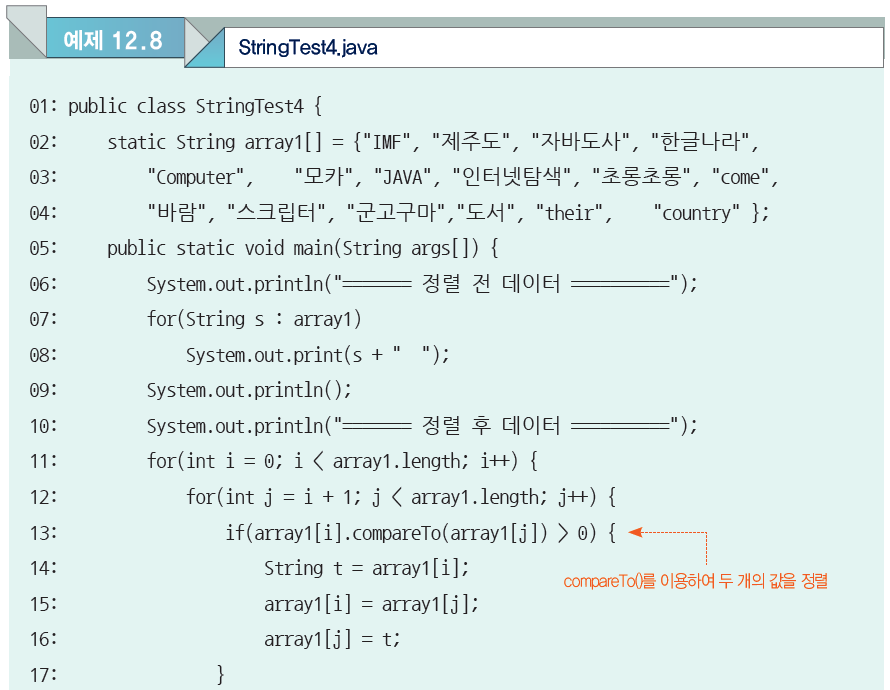 예제 12.8
StringTest4.java
01: public class StringTest4 {
02:     static String array1[] = {"IMF", "제주도", "자바도사", "한글나라",
03:         "Computer",    "모카", "JAVA", "인터넷탐색", "초롱초롱", "come",
04:         "바람", "스크립터", "군고구마","도서", "their",    "country" };
05:     public static void main(String args[]) {
06:         System.out.println("======= 정렬 전 데이터 ==========");
07:         for(String s : array1)
08:             System.out.print(s + "  ");
09:         System.out.println();
10:         System.out.println("======= 정렬 후 데이터 ==========");
11:         for(int i = 0; i < array1.length; i++) {
12:             for(int j = i + 1; j < array1.length; j++) {
13:                 if(array1[i].compareTo(array1[j]) > 0) {
14:                     String t = array1[i];
compareTo()를 이용하여 두 개의 값을 정렬
15:                     array1[i] = array1[j];
16:                     array1[j] = t;
17:                 }